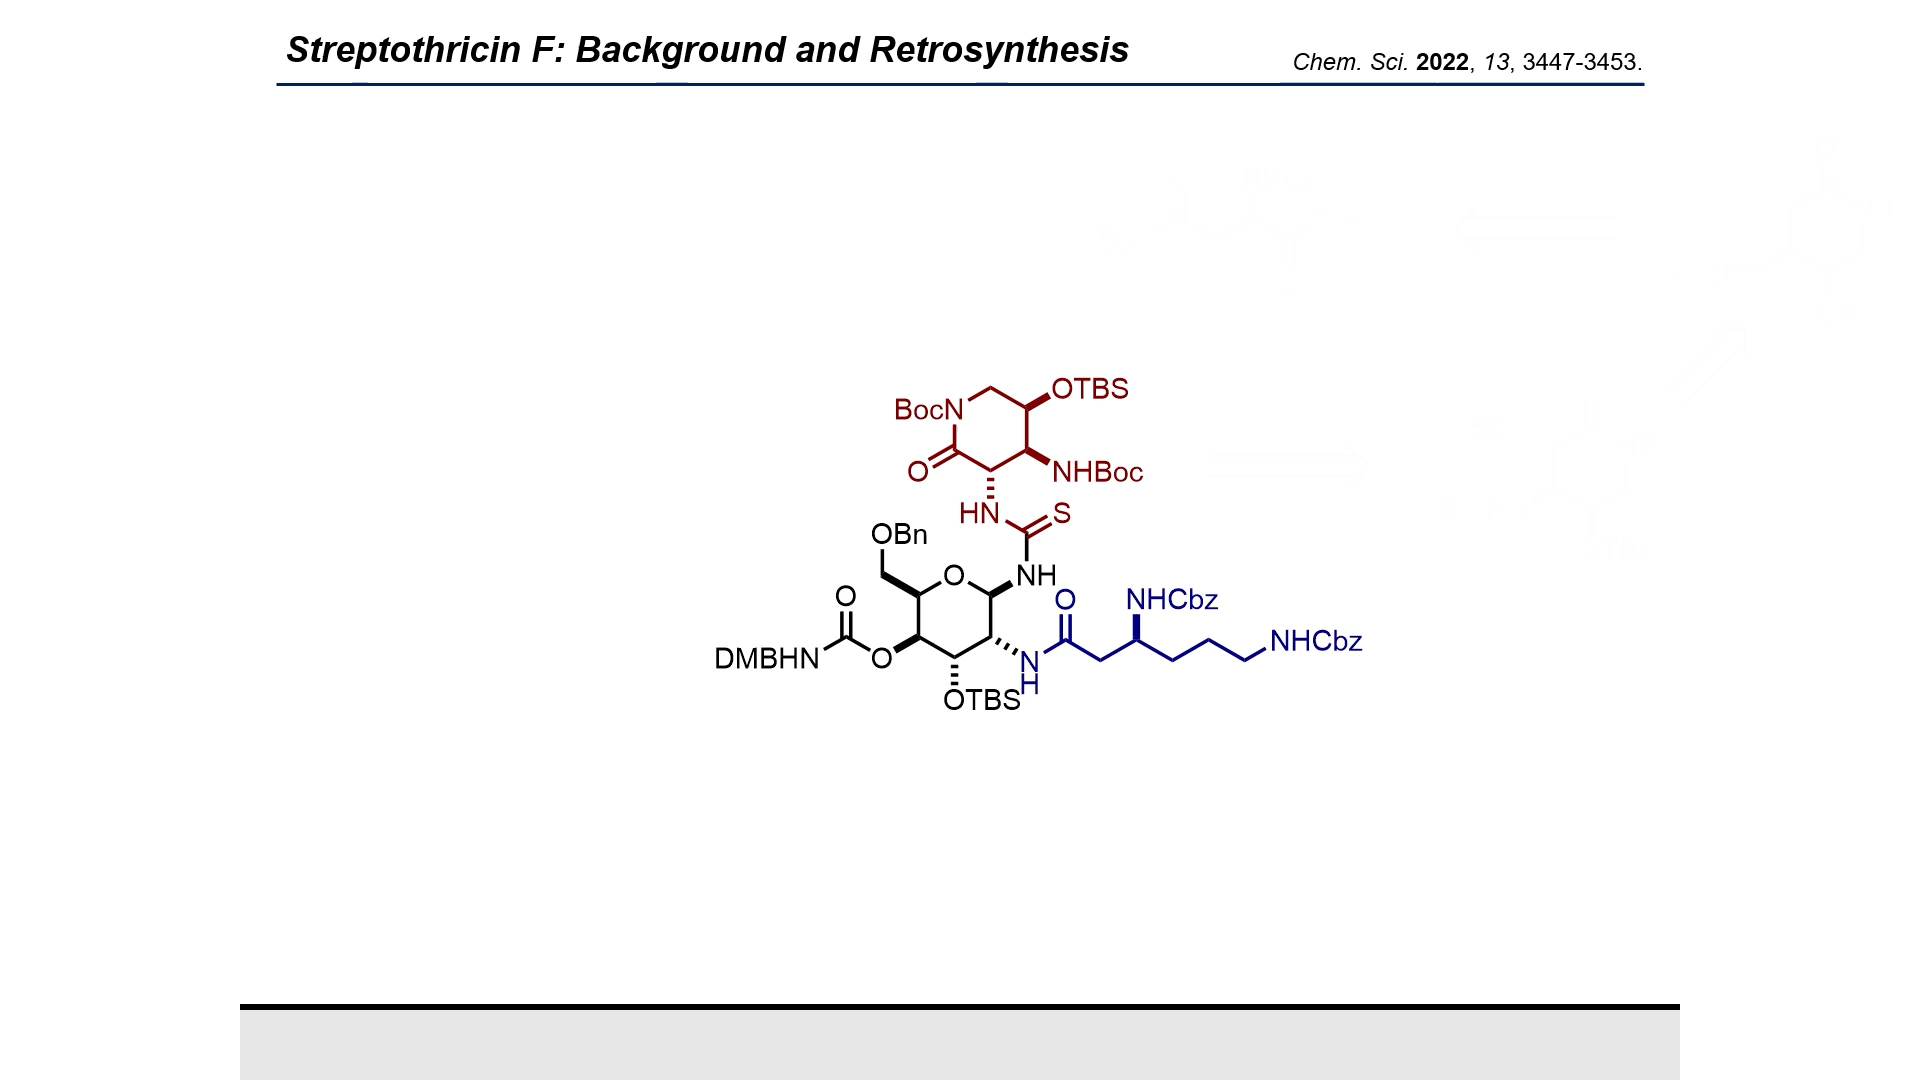 Streptothricin F: Background and Retrosynthesis
Chem. Sci. 2022, 13, 3447-3453.
OTBS
BocN
O
NHBoc
HN
S
OBn
O
NH
O
O
NHCbz
NHCbz
DMBHN
O
N
H
OTBS